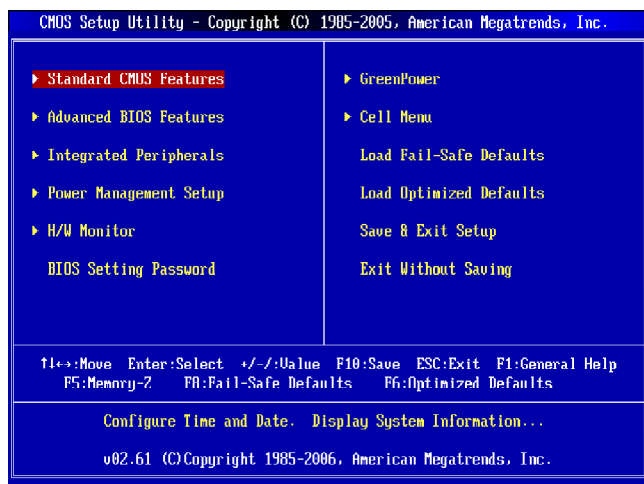 CMOS Setup Utility - Copyright (C) 1985-2005, American Megatrends, Inc.
▶ Standard CMOS Features
▶ Advanced BIOS Features
▶ Integrated Peripherals
▶ Power Management Setup
▶ H/W Monitor
BIOS Setting Password
▶ GreenPower
▶ Cell Menu
Load Fail-Safe Defaults
Load Optimized Defaults
Save & Exit Setup
Exit Without Saving
↑↓←→:Move Enter:Select +/-/:Value F10:Save ESC:Exit F1:General Help
F5:Memory-Z F8:Fail-Safe Defaults F6:Optimized Defaults
Configure Time and Date. Display System Information...
v02.61 (C)Copyright 1985-2006, American Megatrends, Inc.